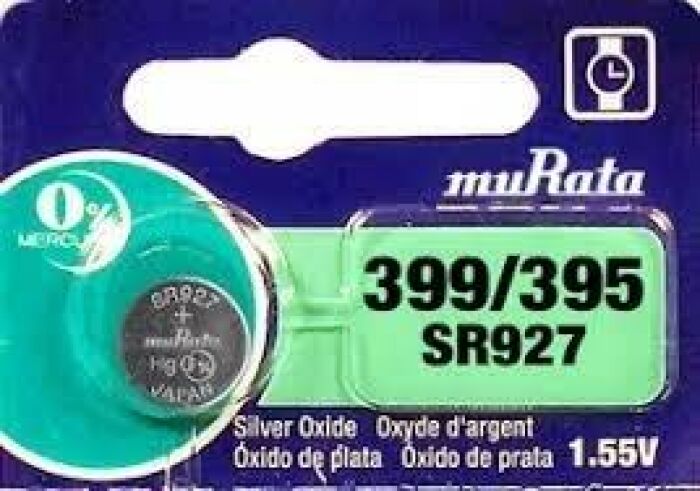 muRata
0%
MERCURY
399/395
SR927
SR927
+
muRata
Hg 0%
JAPAN
Silver Oxide Oxyde d'argent
Óxido de plata Óxido de prata 1.55V